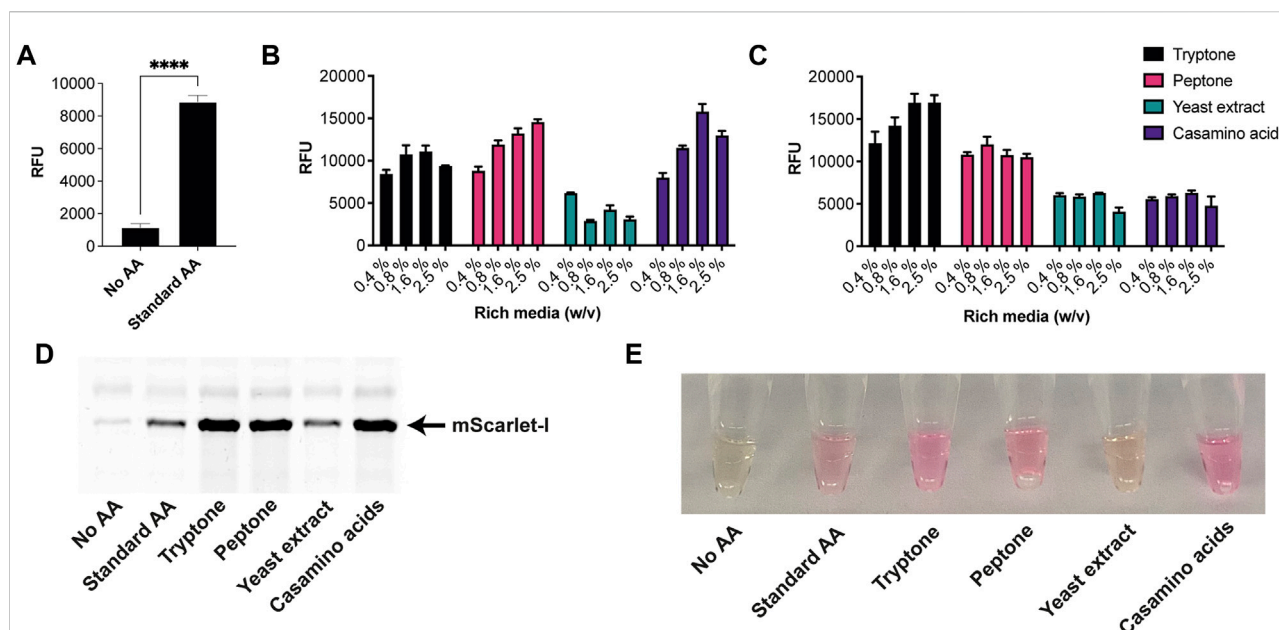 A
****
10000
8000
6000
4000
2000
0
RFU
No AA
Standard AA
B
20000
15000
10000
5000
0
RFU
0.4 %
0.8 %
1.6 %
2.5 %
0.4 %
0.8 %
1.6 %
2.5 %
0.4 %
0.8 %
1.6 %
2.5 %
0.4 %
0.8 %
1.6 %
2.5 %
Rich media (w/v)
C
20000
15000
10000
5000
0
RFU
0.4 %
0.8 %
1.6 %
2.5 %
0.4 %
0.8 %
1.6 %
2.5 %
0.4 %
0.8 %
1.6 %
2.5 %
0.4 %
0.8 %
1.6 %
2.5 %
Rich media (w/v)
Tryptone
Peptone
Yeast extract
Casamino acid
D
mScarlet-I
No AA
Standard AA
Tryptone
Peptone
Yeast extract
Casamino acids
E
No AA
Standard AA
Tryptone
Peptone
Yeast extract
Casamino acids